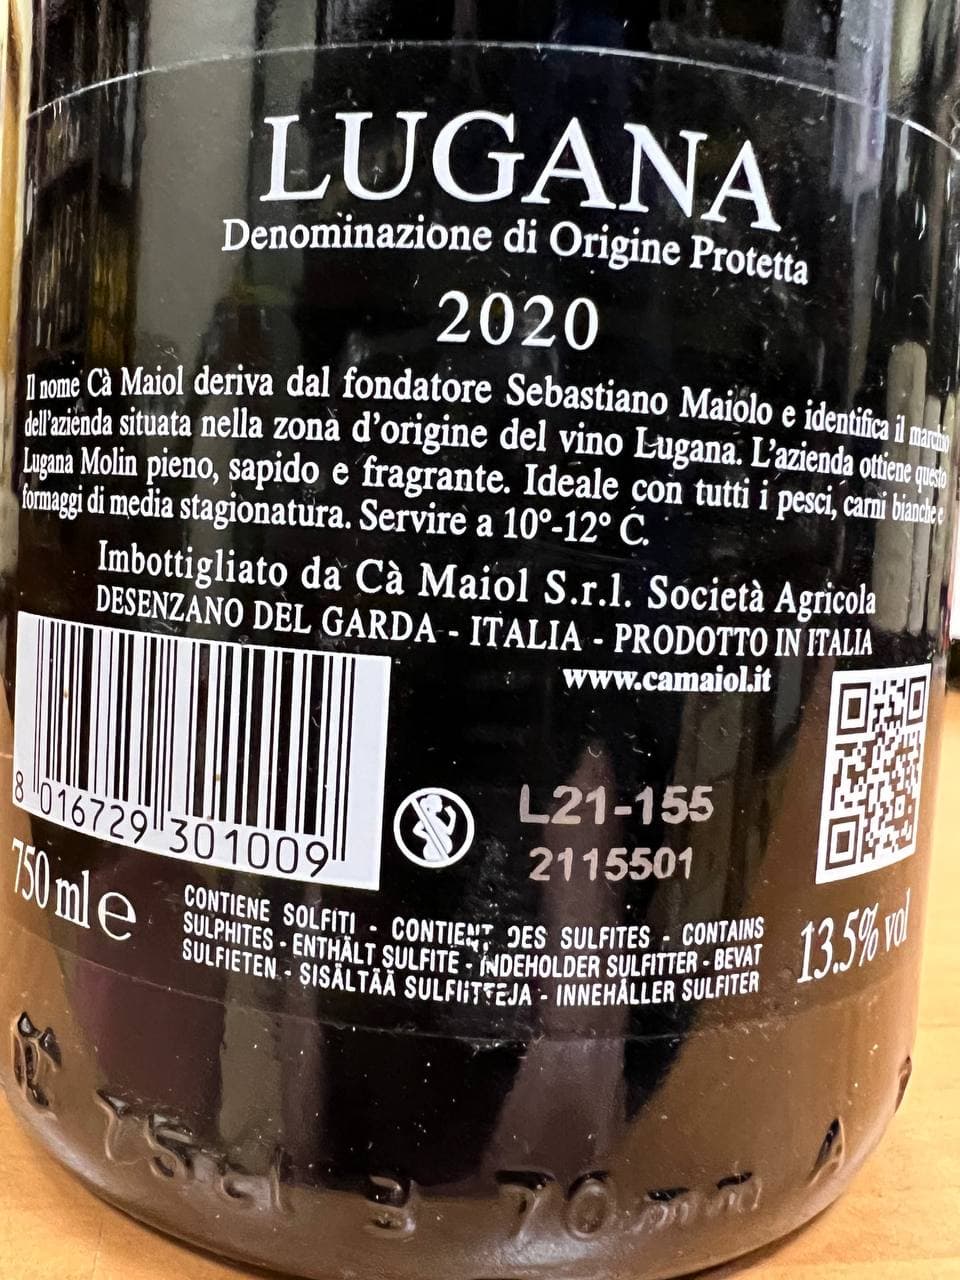 LUGANA
Denominazione di Origine Protetta
2020
Il nome Cà Maiol deriva dal fondatore Sebastiano Maiolo e identifica il marchio
dell'azienda situata nella zona d'origine del vino Lugana. L'azienda ottiene questo
Lugana Molin pieno, sapido e fragrante. Ideale con tutti i pesci, carni bianche e
formaggi di media stagionatura. Servire a 10°-12° C.
Imbottigliato da Cà Maiol S.r.l. Società Agricola
DESENZANO DEL GARDA - ITALIA - PRODOTTO IN ITALIA
www.camaiol.it
8 016729 301009
L21-155
2115501
750 ml e
CONTIENE SOLFITI - CONTIENT DES SULFITES - CONTAINS
SULPHITES - ENTHÄLT SULFITE - INDEHOLDER SULFITTER - BEVAT
SULFIETEN - SISÄLTÄÄ SULFIITTEJA - INNEHÅLLER SULFITER
13.5% vol
75cl 3 70mm A